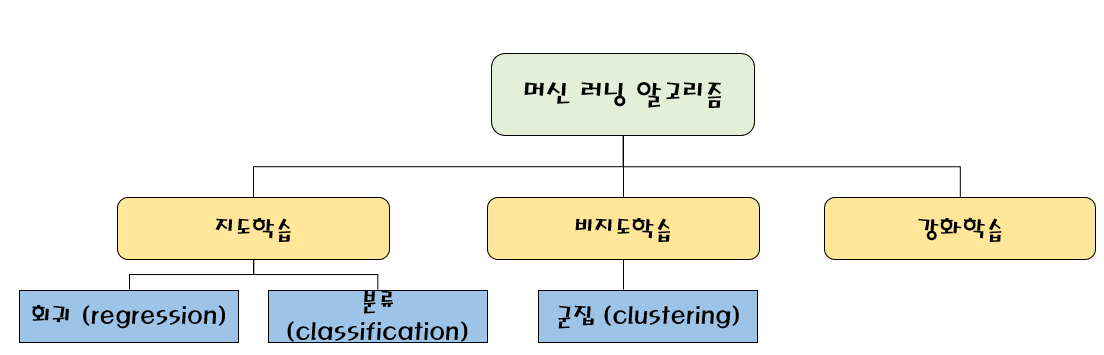 머신 러닝 알고리즘
지도학습
비지도학습
강화학습
회귀 (regression)
분류
(classification)
군집 (clustering)